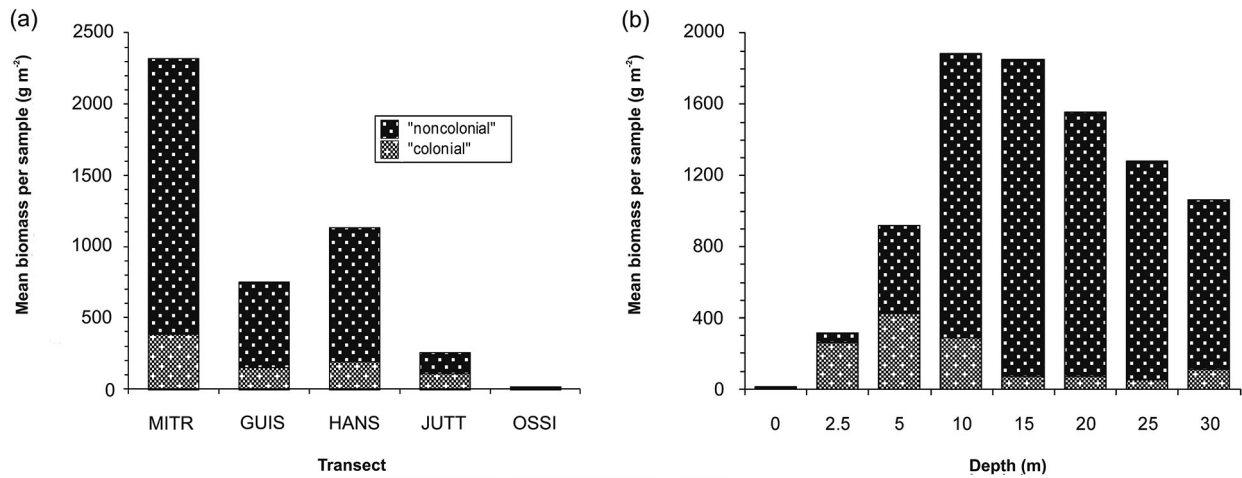 (a)
Mean biomass per sample (g m-2)
2500
2000
1500
1000
500
0
"noncolonial"
"colonial"
MITR GUIS HANS JUTT OSSI
Transect
(b)
Mean biomass per sample (g m-2)
2000
1600
1200
800
400
0
0 2.5 5 10 15 20 25 30
Depth (m)